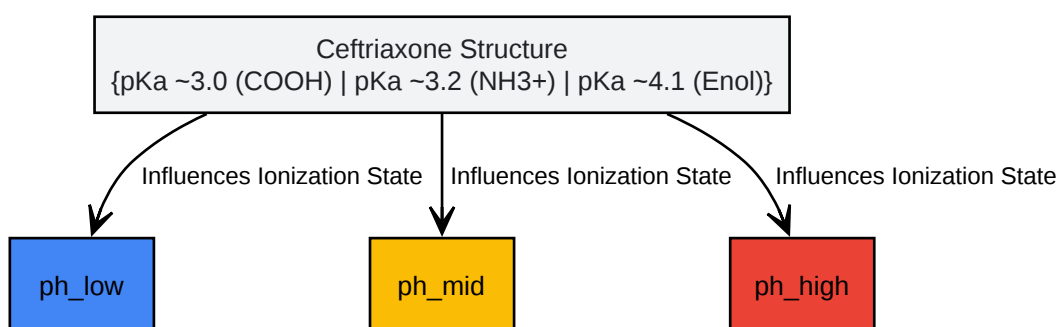 Ceftriaxone Structure
{pKa ~3.0 (COOH) | pKa ~3.2 (NH3+) | pKa ~4.1 (Enol)}
Influences Ionization State
Influences Ionization State
Influences Ionization State
ph_low
ph_mid
ph_high